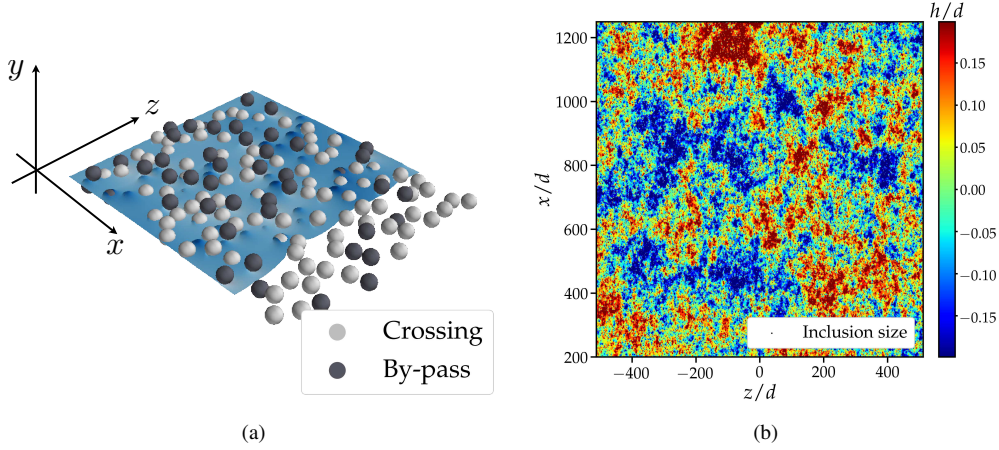 y
z
x
Crossing
By-pass
(a)
h/d
1200
1000
800
600
400
200
x/d
−400
−200
0
200
400
z/d
Inclusion size
0.15
0.10
0.05
0.00
−0.05
−0.10
−0.15
(b)